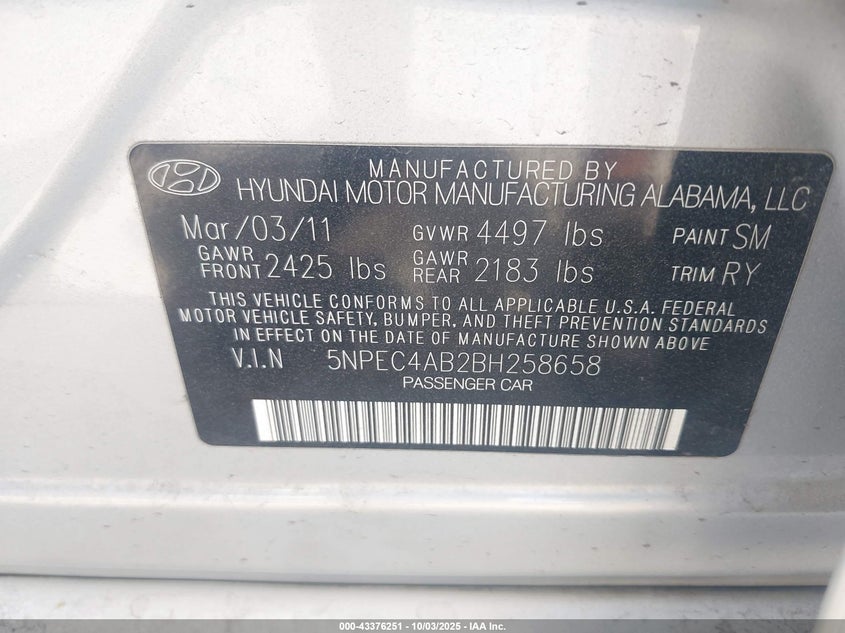 MANUFACTURED BY
HYUNDAI MOTOR MANUFACTURING ALABAMA, LLC
Mar/03/11 GVWR 4497 lbs PAINT SM
GAWR FRONT 2425 lbs GAWR REAR 2183 lbs TRIM RY
THIS VEHICLE CONFORMS TO ALL APPLICABLE U.S.A. FEDERAL
MOTOR VEHICLE SAFETY, BUMPER, AND THEFT PREVENTION STANDARDS
IN EFFECT ON THE DATE OF MANUFACTURE SHOWN ABOVE
V.I.N 5NPEC4AB2BH258658
PASSENGER CAR
000-43376251 - 10/03/2025 - IAA Inc.